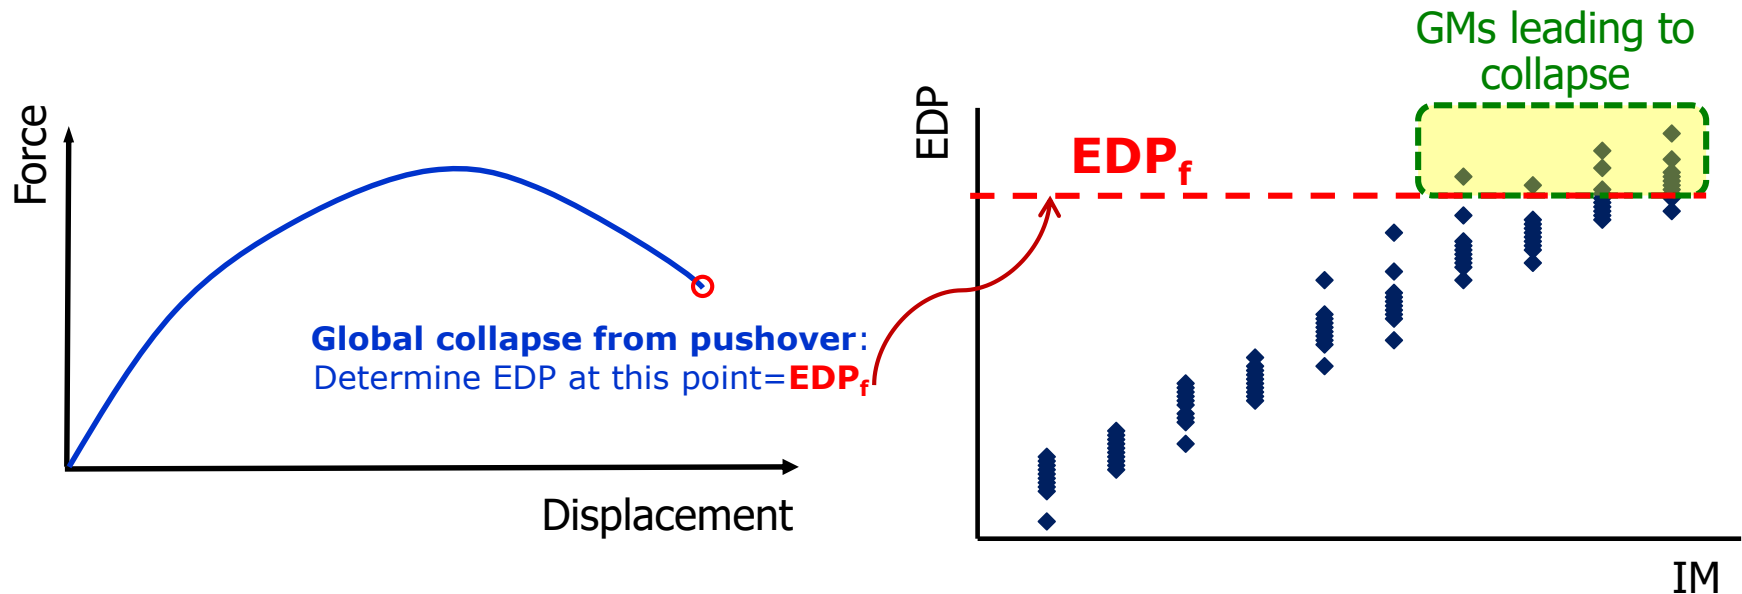 Force
Global collapse from pushover:
Determine EDP at this point=EDPf
Displacement
GMs leading to
collapse
EDP
EDPf
IM